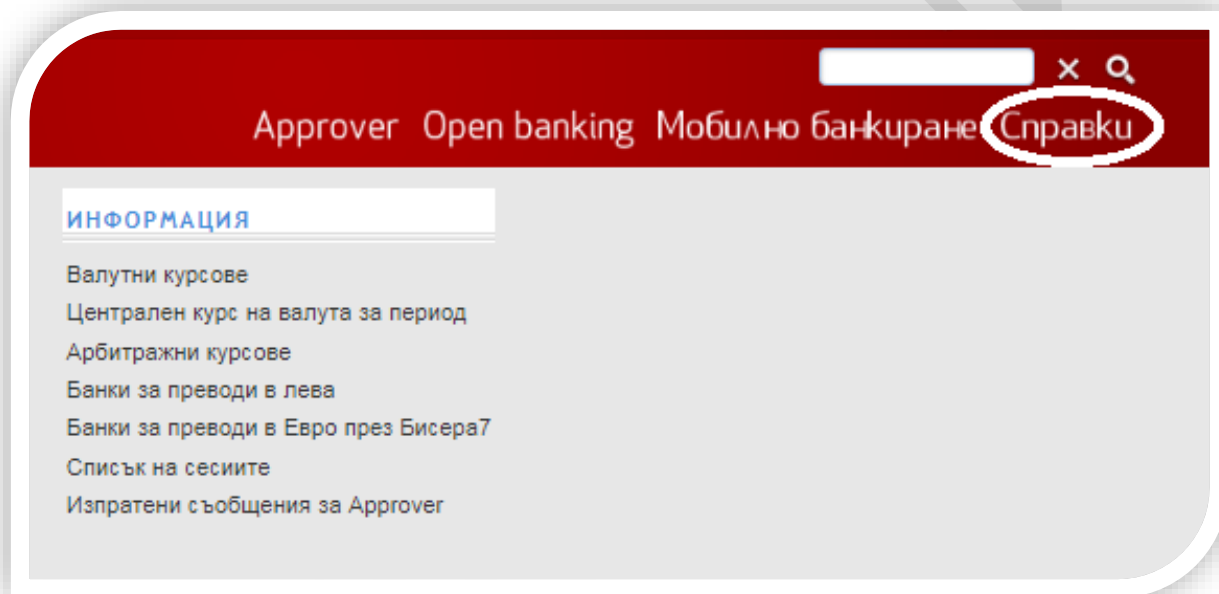 Approver Open banking Мобилно банкиране Справки
ИНФОРМАЦИЯ
Валутни курсове
Централен курс на валута за период
Арбитражни курсове
Банки за преводи в лева
Банки за преводи в Евро през Бисера7
Списък на сесиите
Изпратени съобщения за Approver